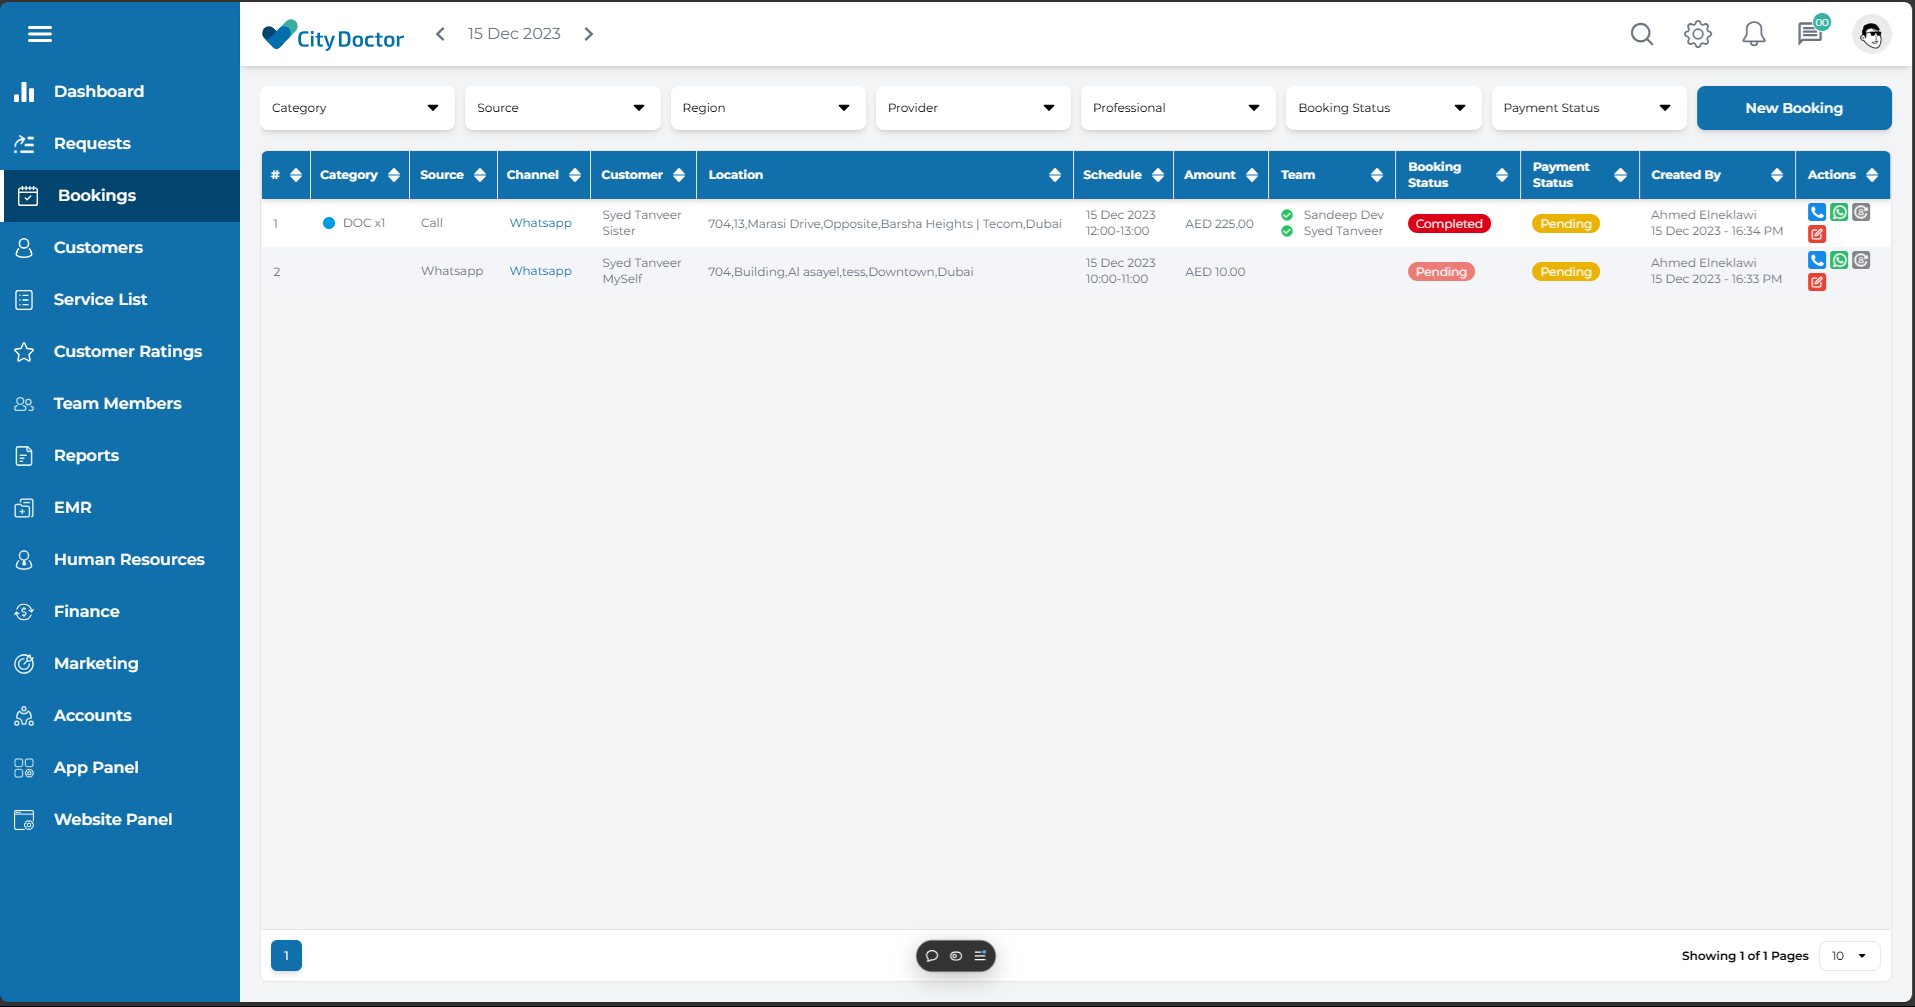 CityDoctor
15 Dec 2023
00
Dashboard
Requests
Bookings
Customers
Service List
Customer Ratings
Team Members
Reports
EMR
Human Resources
Finance
Marketing
Accounts
App Panel
Website Panel
Category
Source
Region
Provider
Professional
Booking Status
Payment Status
New Booking
# Category Source Channel Customer Location Schedule Amount Team Booking Status Payment Status Created By Actions
1 DOC x1 Call Whatsapp Syed Tanveer 704,13,Marasi Drive,Opposite,Barsha Heights | Tecom,Dubai 15 Dec 2023 AED 225.00 Sandeep Dev Completed Pending Ahmed Elneklawi
Sister 12:00-13:00 Syed Tanveer 15 Dec 2023 - 16:34 PM
2 Whatsapp Whatsapp Syed Tanveer 704,Building,Al asayel,tess,Downtown,Dubai 15 Dec 2023 AED 10.00 Pending Pending Ahmed Elneklawi
MySelf 10:00-11:00 15 Dec 2023 - 16:33 PM
1
Showing 1 of 1 Pages
10